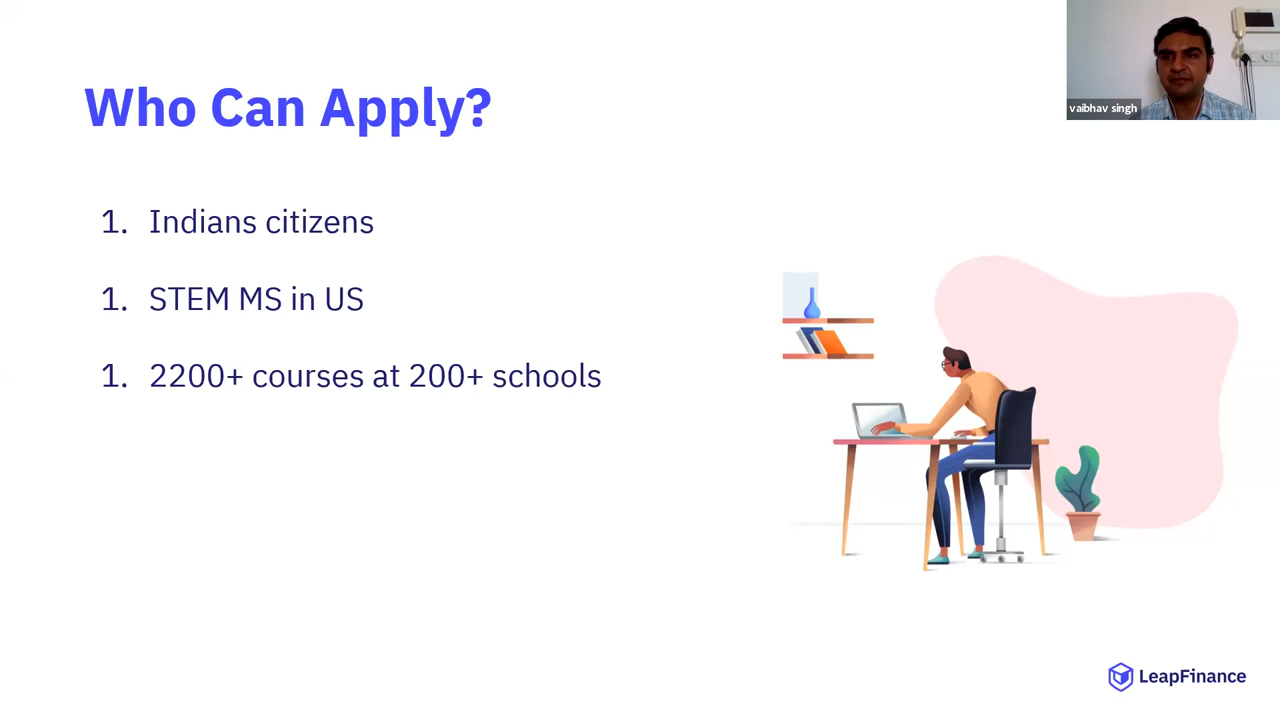 Who Can Apply?
vaibhav singh
1. Indians citizens
1. STEM MS in US
1. 2200+ courses at 200+ schools
LeapFinance